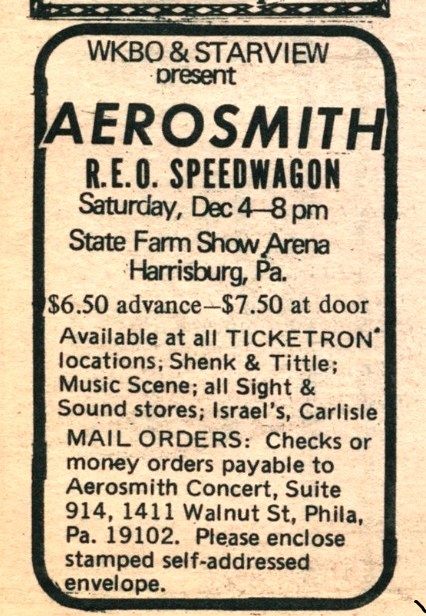 WKBO & STARVIEW
present
AEROSMITH
R.E.O. SPEEDWAGON
Saturday, Dec 4—8 pm
State Farm Show Arena
Harrisburg, Pa.
$6.50 advance—$7.50 at door
Available at all TICKETRON*
locations; Shenk & Tittle;
Music Scene; all Sight &
Sound stores; Israel's, Carlisle
MAIL ORDERS: Checks or
money orders payable to
Aerosmith Concert, Suite
914, 1411 Walnut St, Phila,
Pa. 19102. Please enclose
stamped self-addressed
envelope.